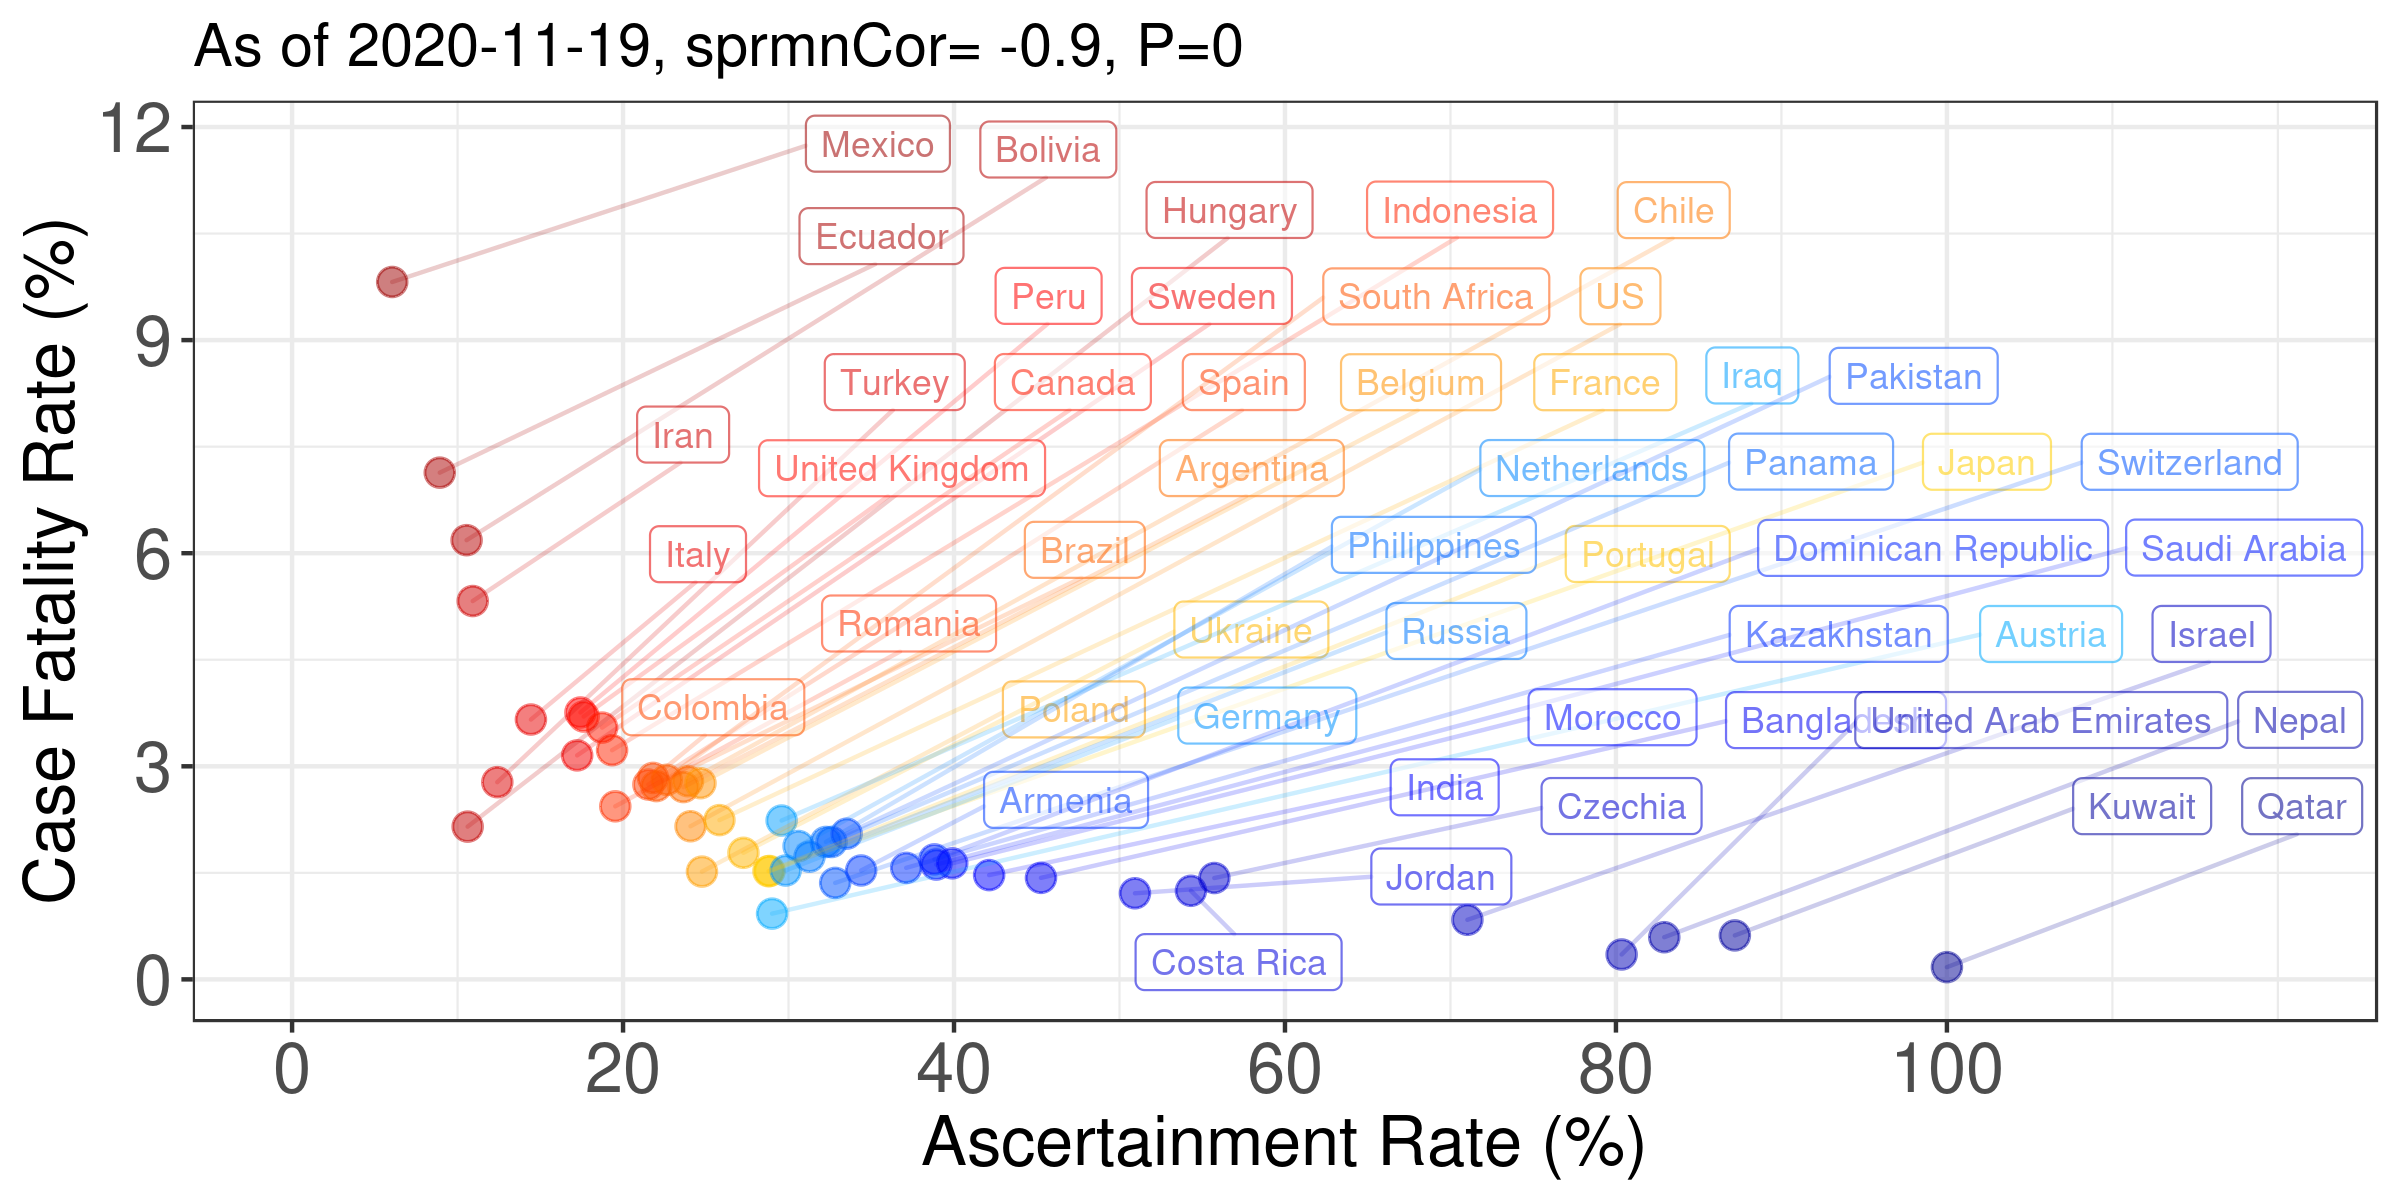 As of 2020-11-19, sprmnCor= -0.9, P=0
Case Fatality Rate (%)
12
9
6
3
0
Mexico
Bolivia
Ecuador
Hungary
Indonesia
Chile
Peru
Sweden
South Africa
US
Turkey
Canada
Spain
Belgium
France
Iraq
Pakistan
Iran
United Kingdom
Argentina
Netherlands
Panama
Japan
Switzerland
Italy
Brazil
Philippines
Portugal
Dominican Republic
Saudi Arabia
Romania
Ukraine
Russia
Kazakhstan
Austria
Israel
Colombia
Poland
Germany
Morocco
Bangladesh
United Arab Emirates
Nepal
Armenia
India
Czechia
Kuwait
Qatar
Jordan
Costa Rica
0 20 40 60 80 100
Ascertainment Rate (%)